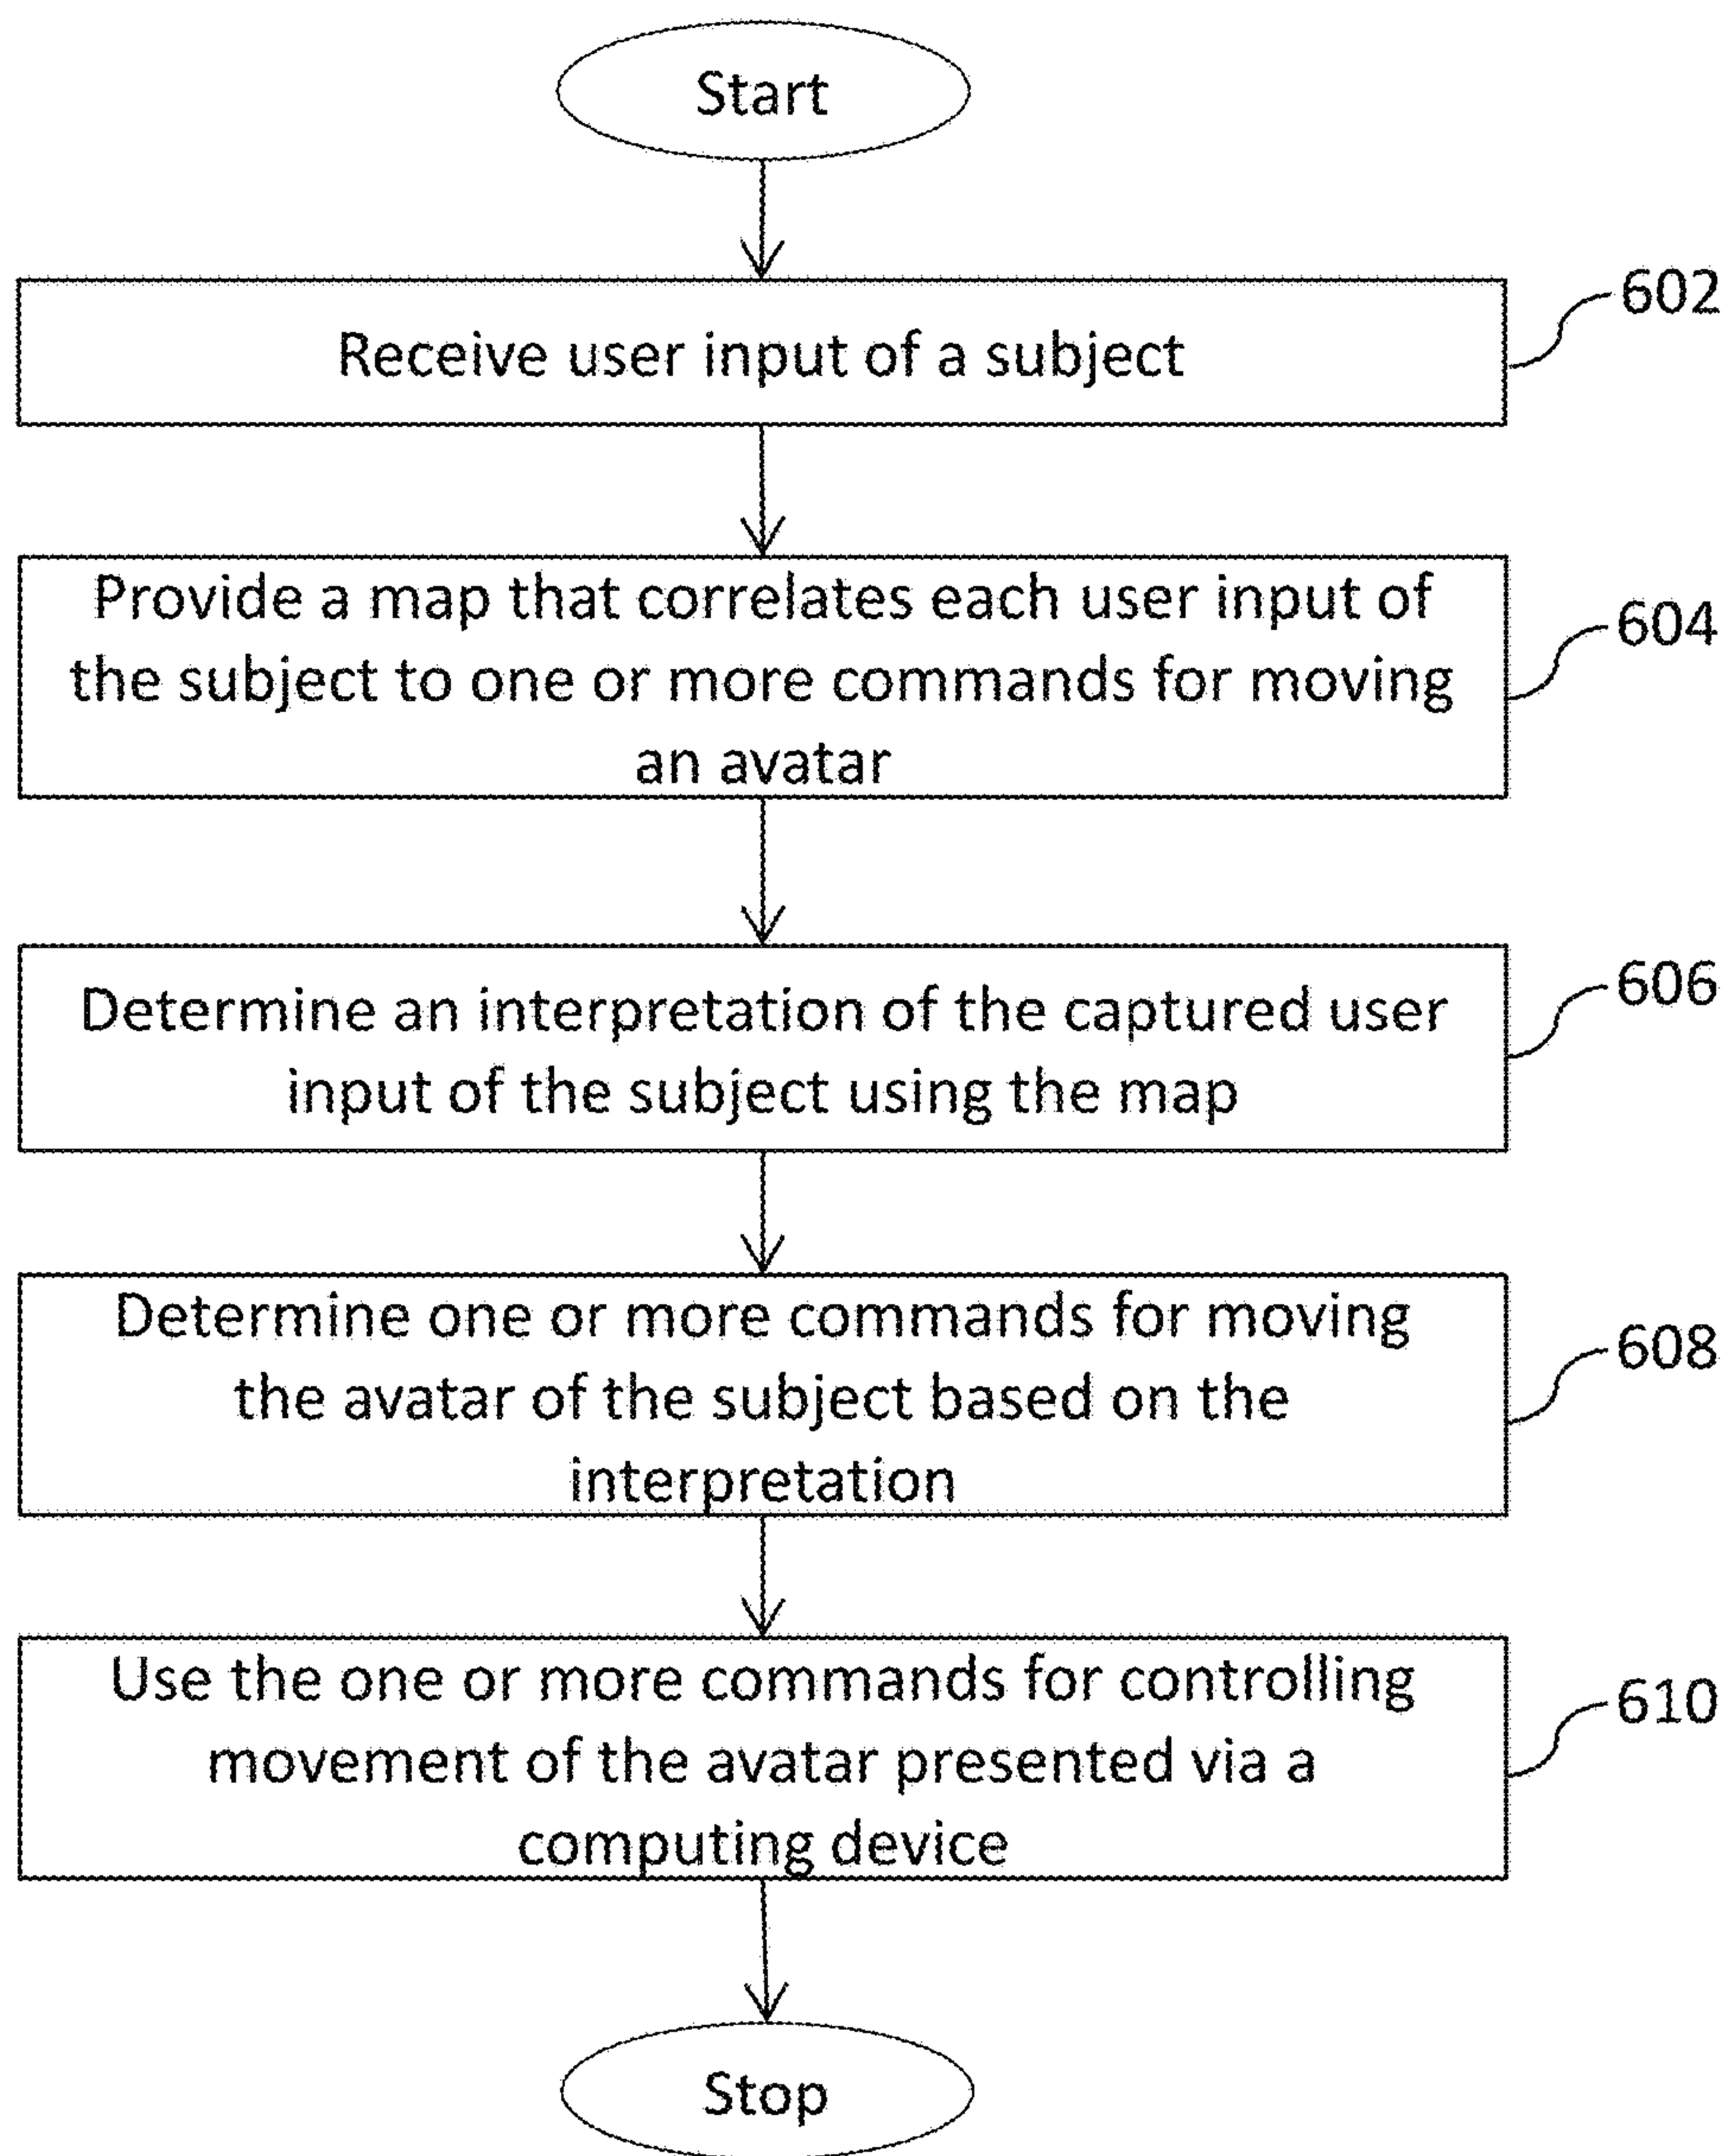 Start
Receive user input of a subject
602
Provide a map that correlates each user input of
the subject to one or more commands for moving
an avatar
604
Determine an interpretation of the captured user
input of the subject using the map
606
Determine one or more commands for moving
the avatar of the subject based on the
interpretation
608
Use the one or more commands for controlling
movement of the avatar presented via a
computing device
610
Stop